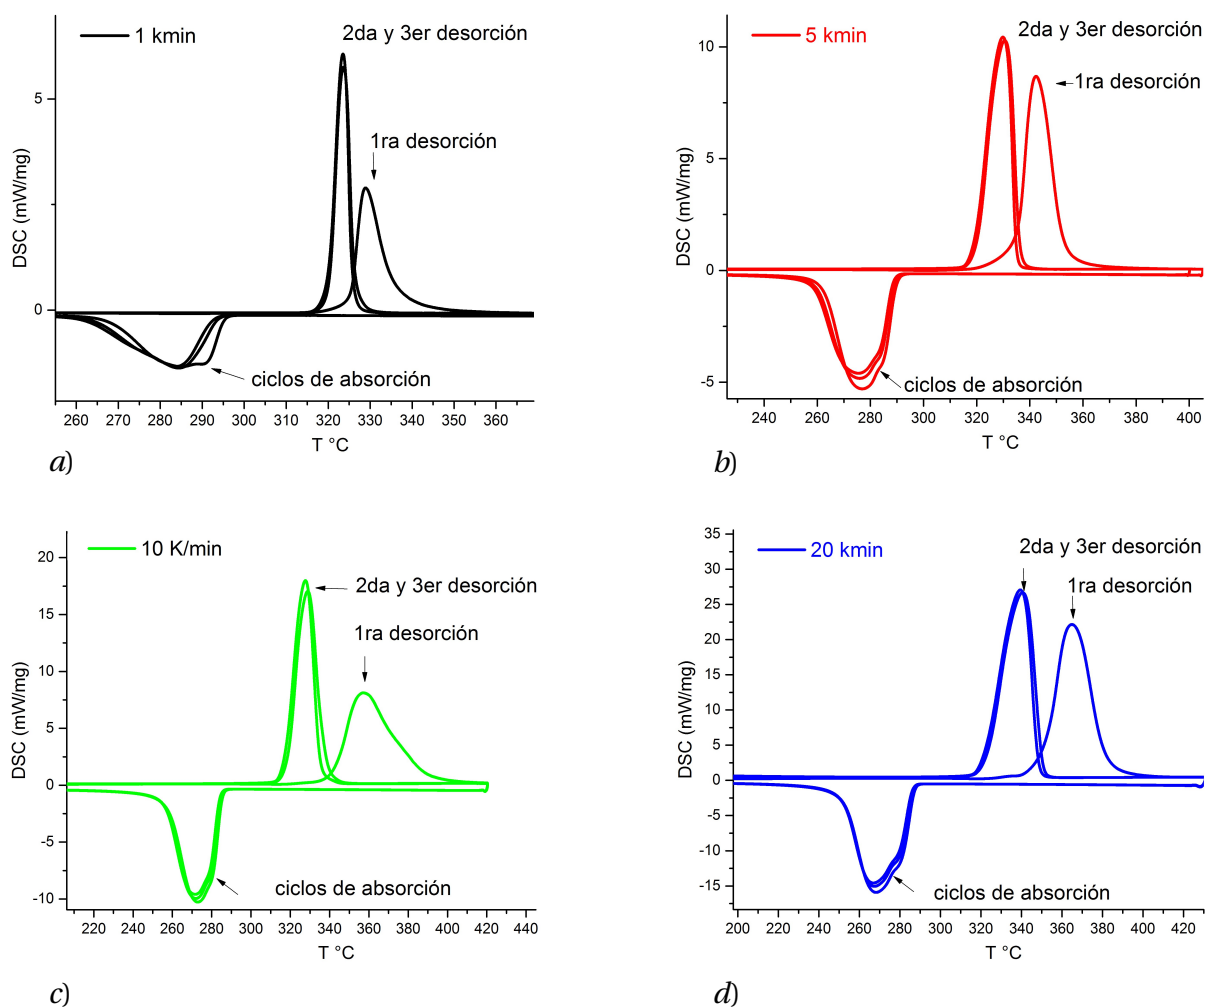 1 kmin
2da y 3er desorción
1ra desorción
ciclos de absorción
DSC (mW/mg)
5
0
260 270 280 290 300 310 320 330 340 350 360
T °C
a)
5 kmin
2da y 3er desorción
1ra desorción
ciclos de absorción
DSC (mW/mg)
10
5
0
-5
240 260 280 300 320 340 360 380 400
T °C
b)
10 K/min
2da y 3er desorción
1ra desorción
ciclos de absorción
DSC (mW/mg)
20
15
10
5
0
-5
-10
220 240 260 280 300 320 340 360 380 400 420 440
T °C
c)
20 kmin
2da y 3er desorción
1ra desorción
ciclos de absorción
DSC (mW/mg)
35
30
25
20
15
10
5
0
-5
-10
-15
200 220 240 260 280 300 320 340 360 380 400 420
T °C
d)